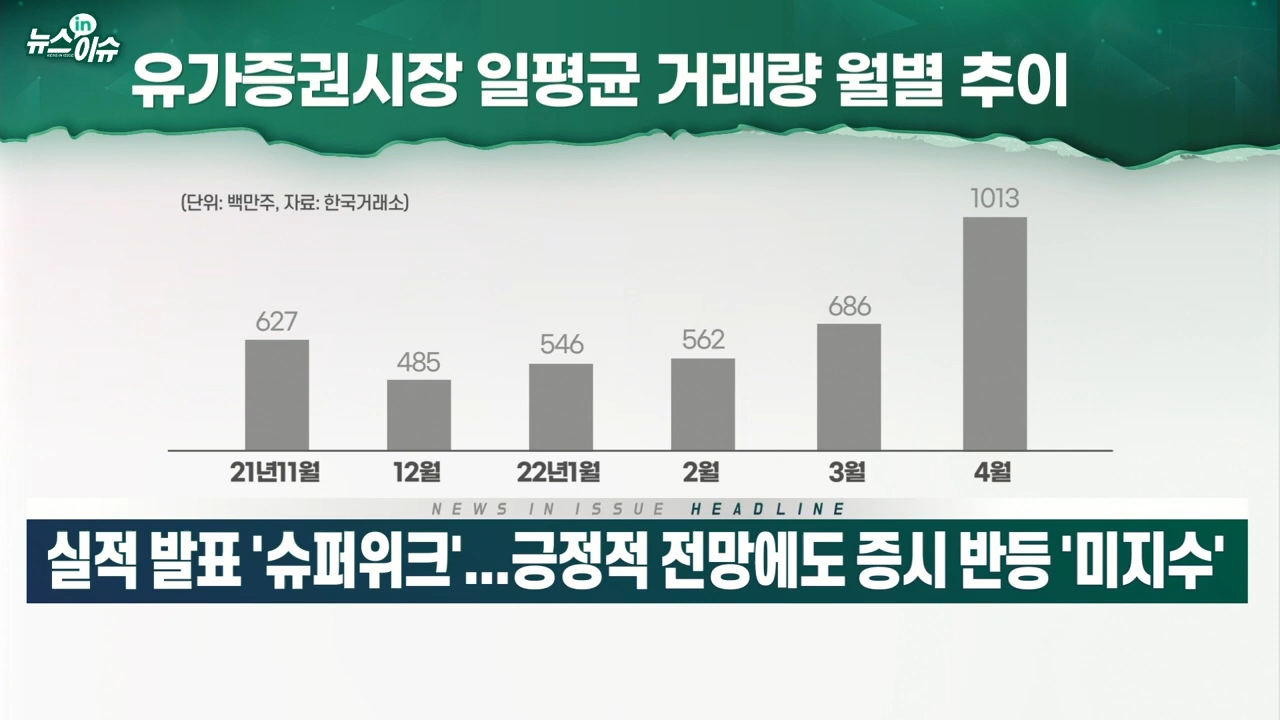 뉴스in이슈
유가증권시장 일평균 거래량 월별 추이
(단위: 백만주, 자료: 한국거래소)
627 485 546 562 686 1013
21년11월 12월 22년1월 2월 3월 4월
NEWS IN ISSUE HEADLINE
실적 발표 '슈퍼위크'...긍정적 전망에도 증시 반등 '미지수'